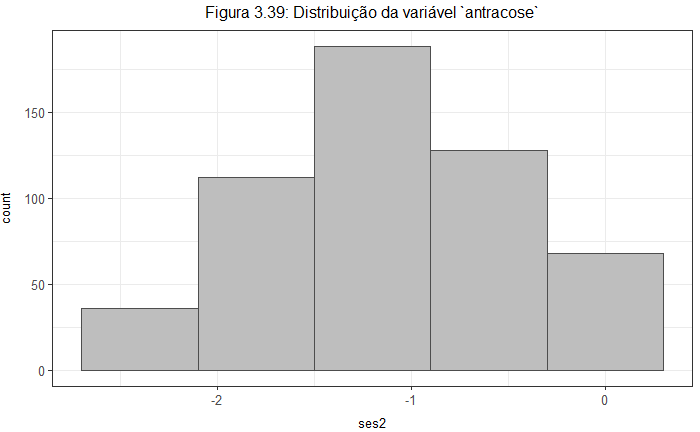 Figura 3.39: Distribuição da variável `antracose`
150
100
50
0
count
-2
-1
0
ses2